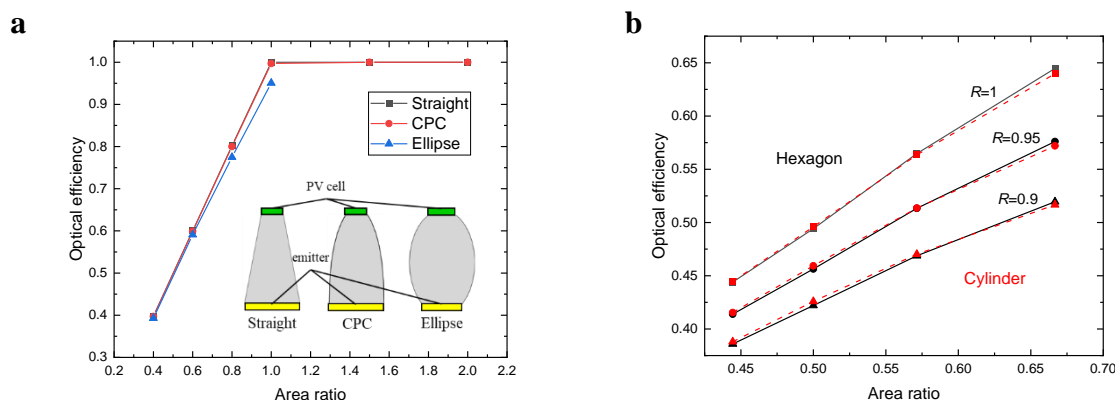 a
Optical efficiency
1.0
0.9
0.8
0.7
0.6
0.5
0.4
0.3
0.2 0.4 0.6 0.8 1.0 1.2 1.4 1.6 1.8 2.0 2.2
Area ratio
Straight
CPC
Ellipse
PV cell
emitter
Straight CPC Ellipse
b
Optical efficiency
0.65
0.60
0.55
0.50
0.45
0.40
0.45 0.50 0.55 0.60 0.65 0.70
Area ratio
R=1
R=0.95
R=0.9
Hexagon
Cylinder